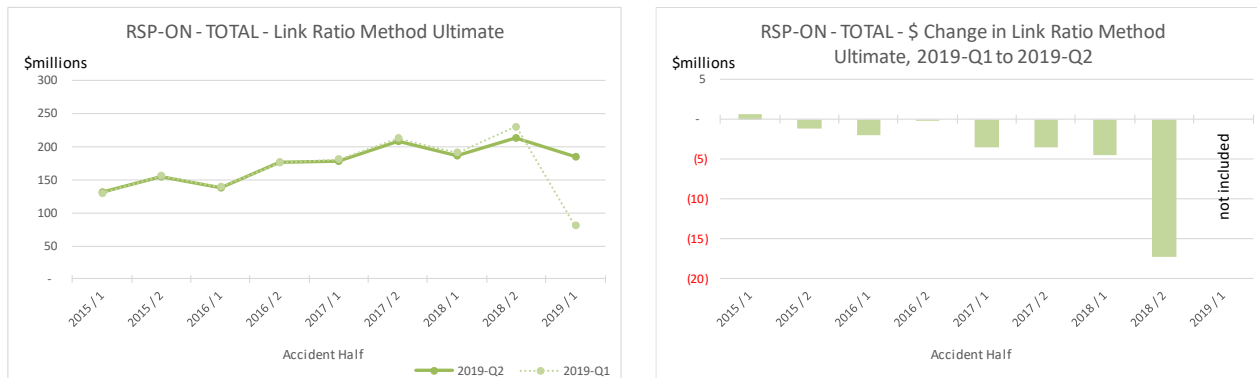 RSP-ON - TOTAL - Link Ratio Method Ultimate
$millions
300
250
200
150
100
50
-
2015 / 1
2015 / 2
2016 / 1
2016 / 2
2017 / 1
2017 / 2
2018 / 1
2018 / 2
2019 / 1
Accident Half
2019-Q2
2019-Q1
RSP-ON - TOTAL - $ Change in Link Ratio Method
Ultimate, 2019-Q1 to 2019-Q2
$millions
5
-
(5)
(10)
(15)
(20)
not included
2015 / 1
2015 / 2
2016 / 1
2016 / 2
2017 / 1
2017 / 2
2018 / 1
2018 / 2
2019 / 1
Accident Half